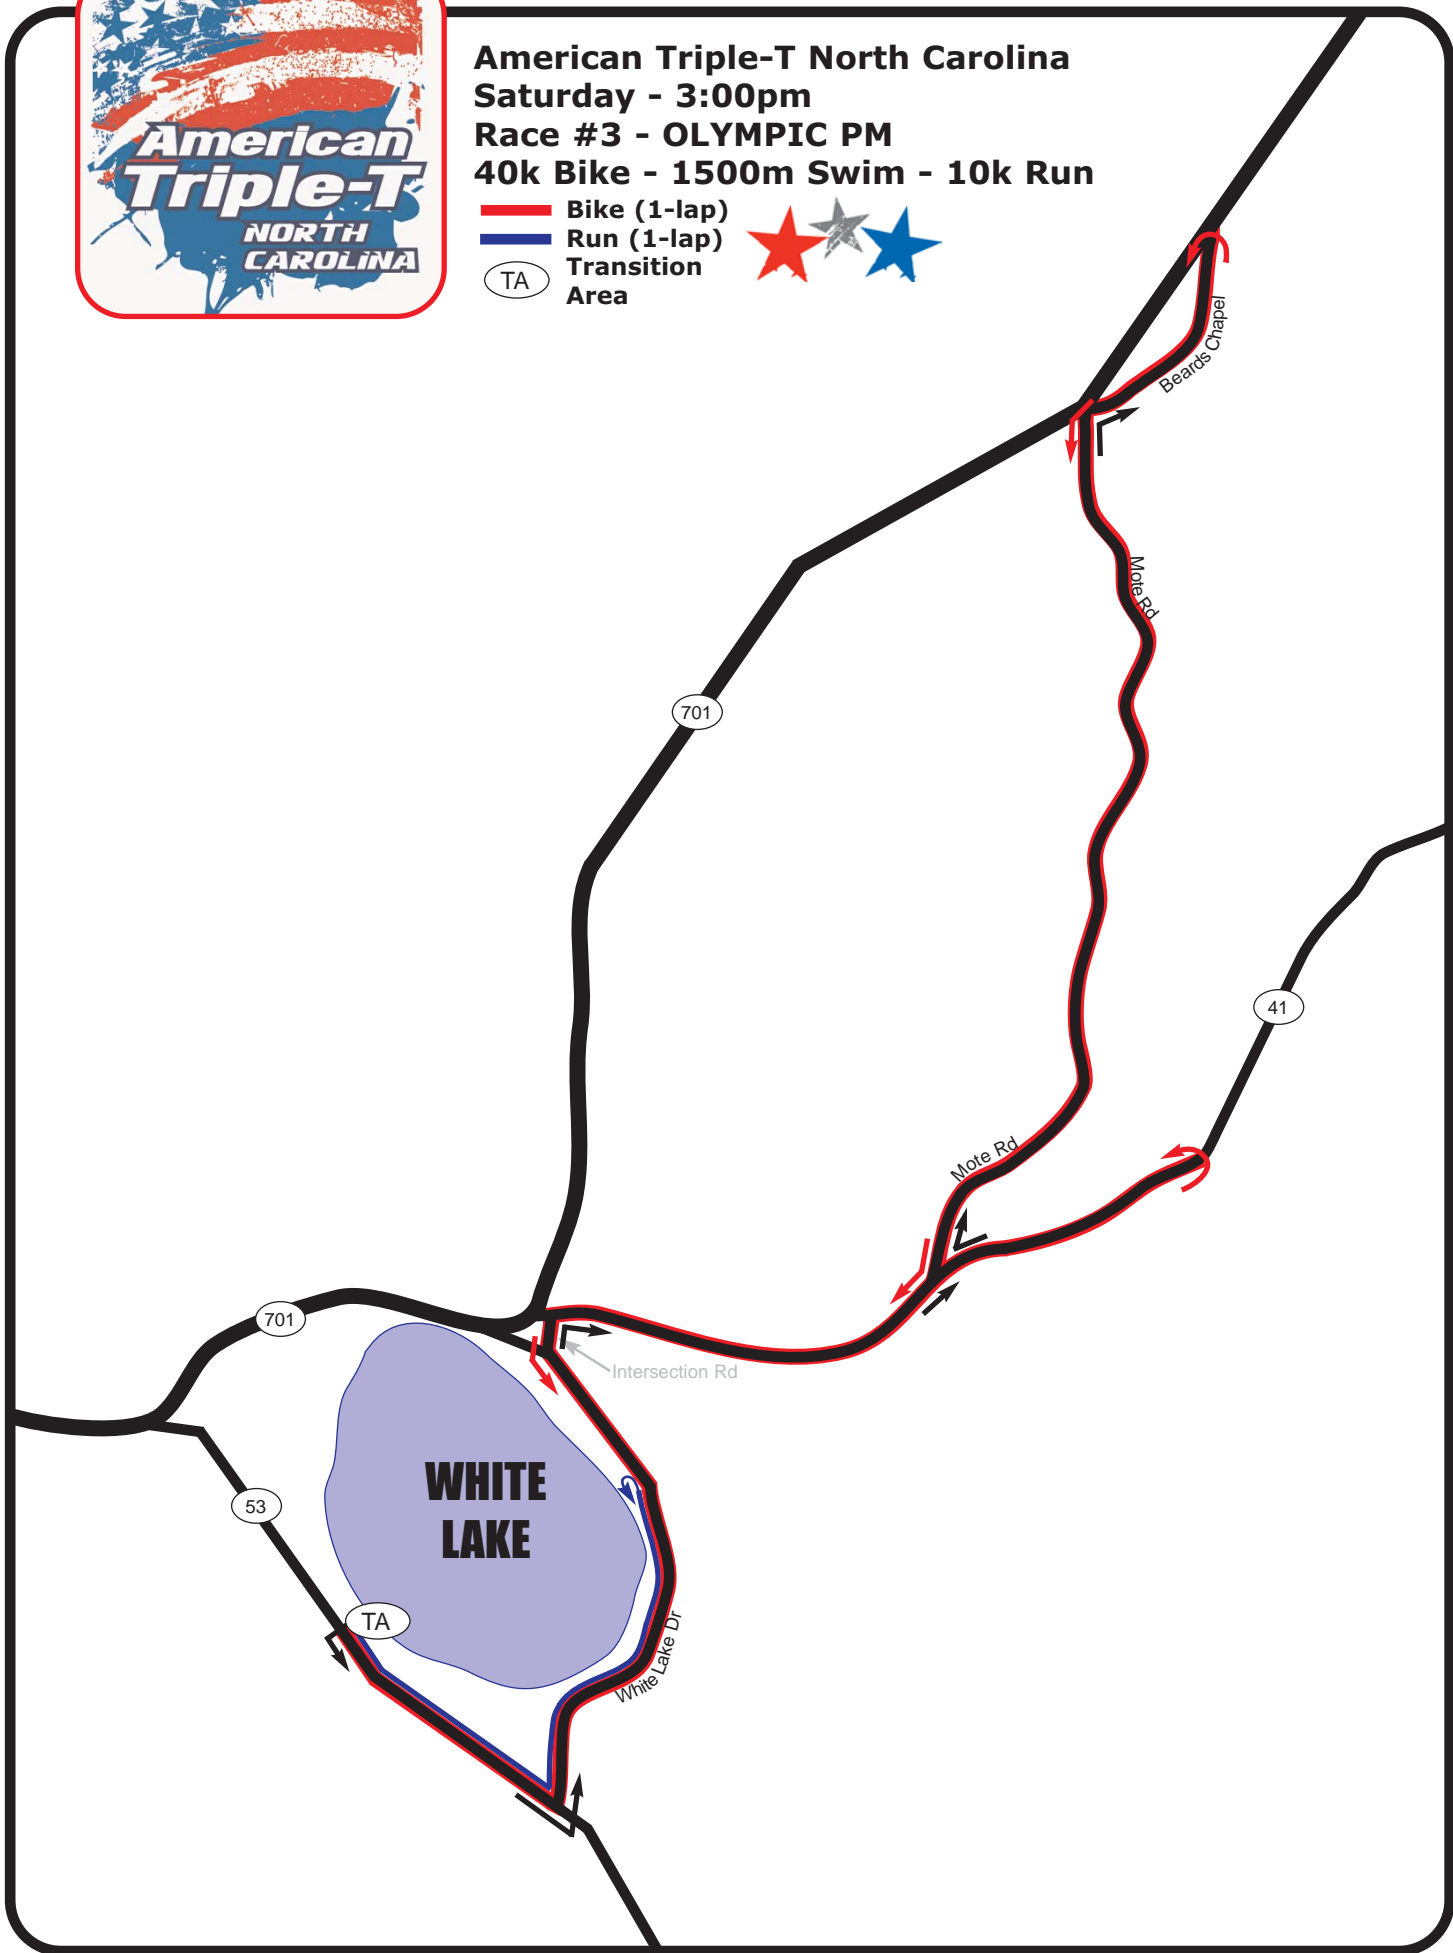 American
Triple-T
NORTH
CAROLINA
American Triple-T North Carolina
Saturday - 3:00pm
Race #3 - OLYMPIC PM
40k Bike - 1500m Swim - 10k Run
Bike (1-lap)
Run (1-lap)
TA
Transition
Area
Beards Chapel
Mote Rd
701
41
Mote Rd
701
Intersection Rd
WHITE
LAKE
53
TA
White Lake Dr